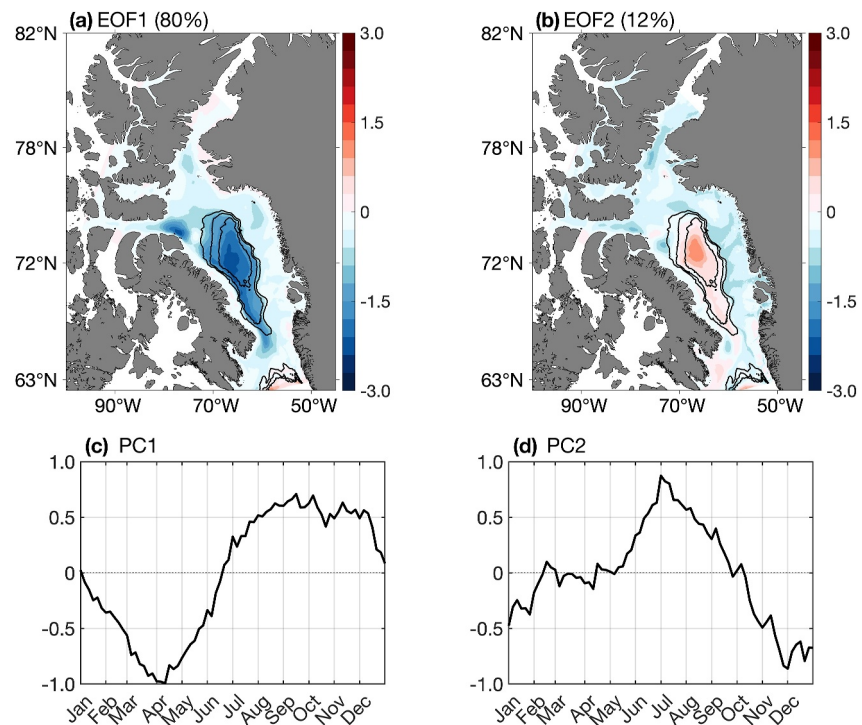 (a) EOF1 (80%)
(b) EOF2 (12%)
82°N
78°N
72°N
63°N
90°W 70°W 50°W
3.0
1.5
0
-1.5
-3.0
82°N
78°N
72°N
63°N
90°W 70°W 50°W
3.0
1.5
0
-1.5
-3.0
(c) PC1
1.0
0.5
0
-0.5
-1.0
Jan Feb Mar Apr May Jun Jul Aug Sep Oct Nov Dec
(d) PC2
1.0
0.5
0
-0.5
-1.0
Jan Feb Mar Apr May Jun Jul Aug Sep Oct Nov Dec